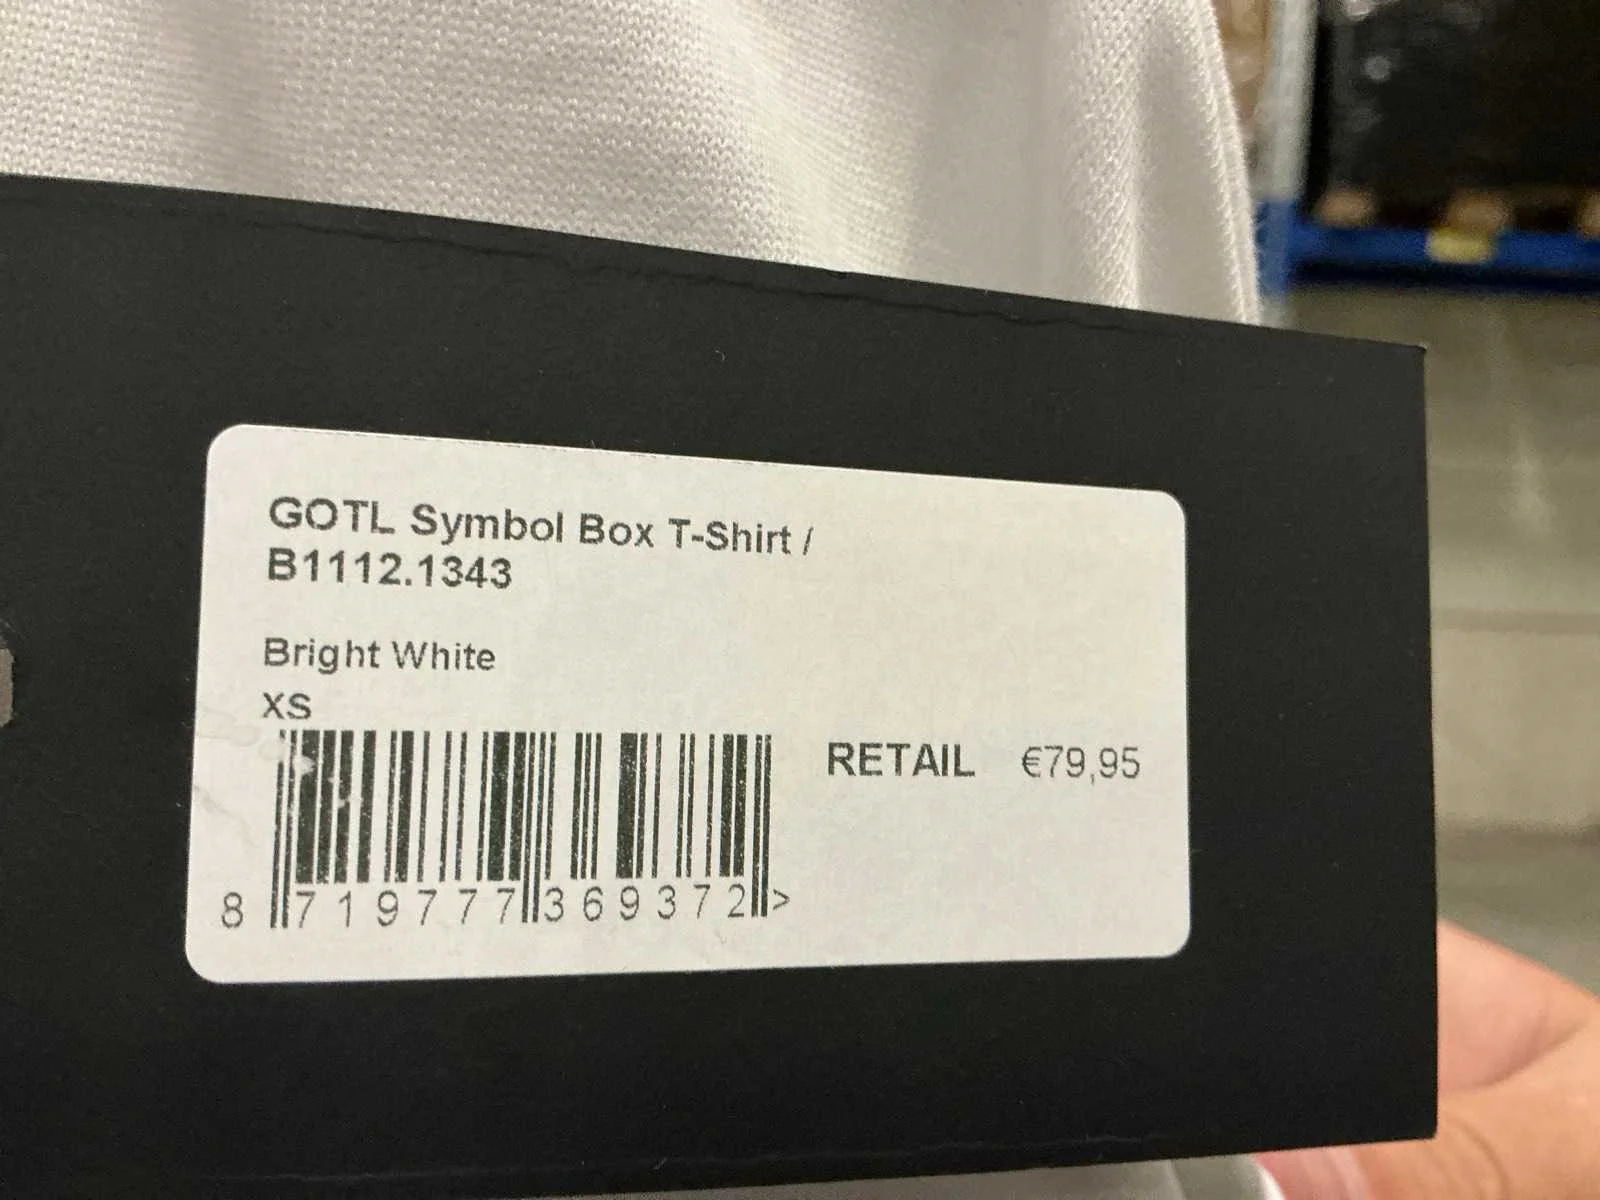 GOTL Symbol Box T-Shirt /
B1112.1343
Bright White
XS
RETAIL €79,95
8 719777 369372 >